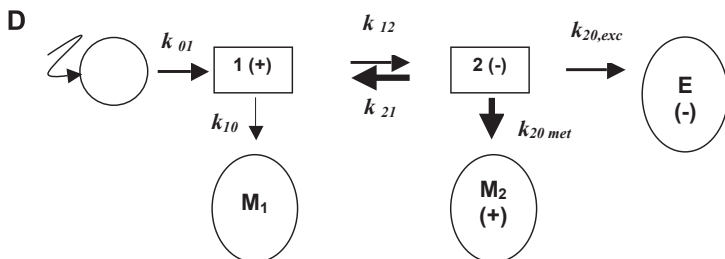 D
k 01
1 (+)
k 12
k 21
2 (-)
k20,exc
E
(-)
k10
k20 met
M1
M2
(+)